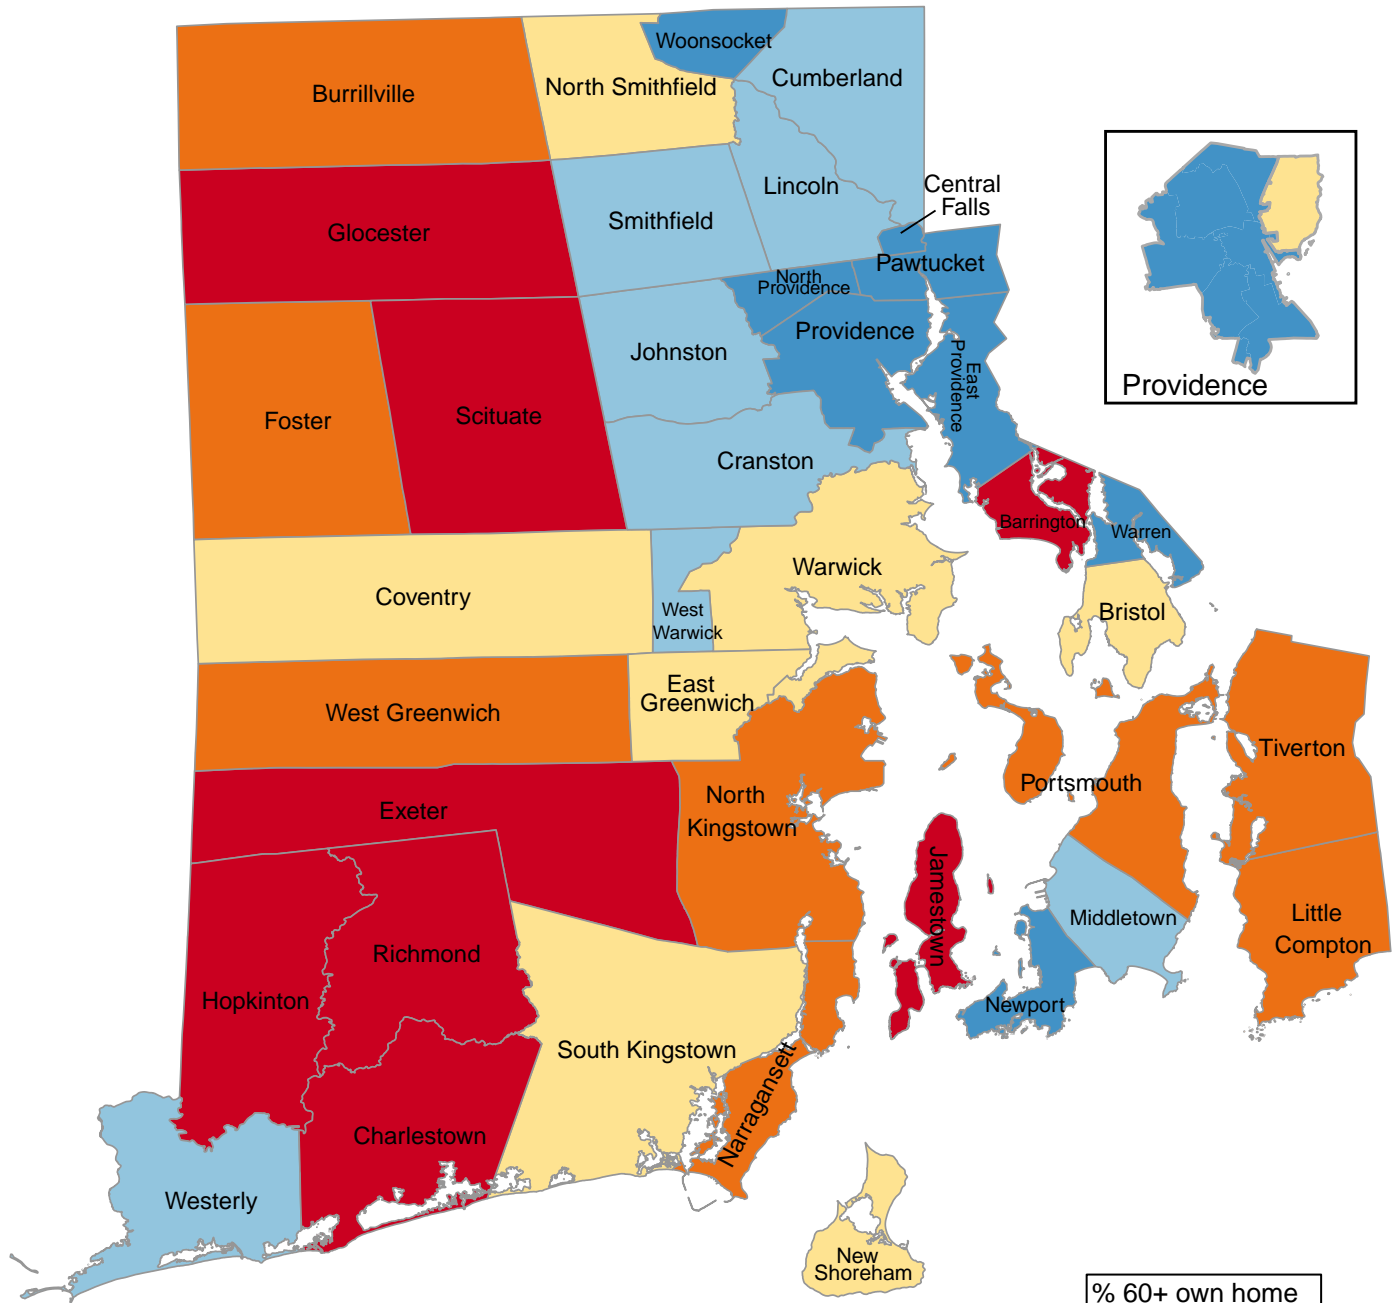 Woonsocket
Cumberland
North Smithfield
Burrillville
Lincoln
Central
Falls
Smithfield
Glocester
Pawtucket
North
Providence
Providence
Johnston
East
Providence
Providence
Foster
Scituate
Cranston
Barrington
Warren
Warwick
Coventry
West
Warwick
Bristol
East
Greenwich
West Greenwich
Tiverton
Portsmouth
North
Kingstown
Exeter
Jamestown
Middletown
Little
Compton
Richmond
Hopkinton
Newport
South Kingstown
Narragansett
Charlestown
Westerly
New
Shoreham
% 60+ own home